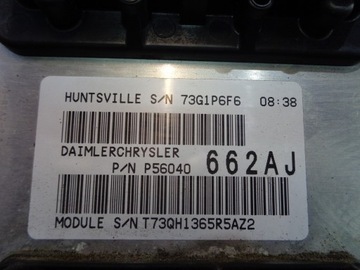 HUNTSVILLE S/N 73G1P6F6 08:38
DAIMLERCHRYSLER
P/N P56040 662AJ
MODULE S/N T73QH1365R5AZ2